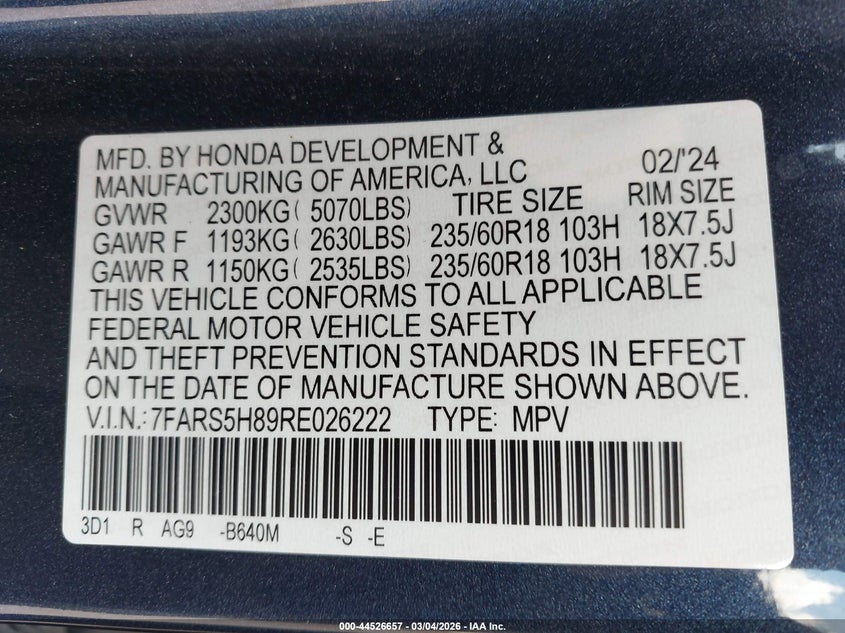 MFD. BY HONDA DEVELOPMENT &
MANUFACTURING OF AMERICA, LLC 02/'24
GVWR 2300KG( 5070LBS) TIRE SIZE RIM SIZE
GAWR F 1193KG( 2630LBS) 235/60R18 103H 18X7.5J
GAWR R 1150KG( 2535LBS) 235/60R18 103H 18X7.5J
THIS VEHICLE CONFORMS TO ALL APPLICABLE
FEDERAL MOTOR VEHICLE SAFETY
AND THEFT PREVENTION STANDARDS IN EFFECT
ON THE DATE OF MANUFACTURE SHOWN ABOVE.
V.I.N.: 7FARS5H89RE026222 TYPE: MPV
3D1 R AG9 -B640M -S -E
000-44526657 - 03/04/2026 - IAA Inc.